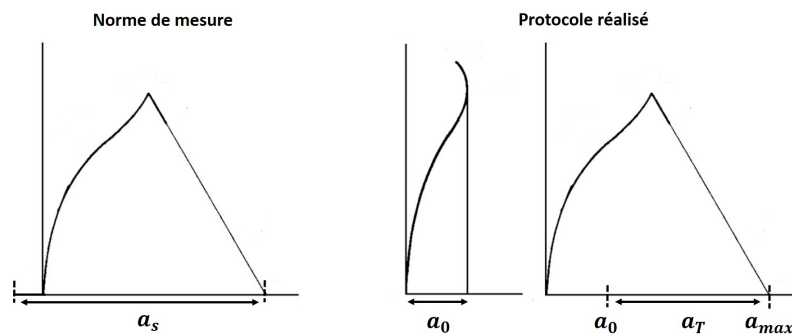 Norme de mesure
Protocole réalisé
a_s
a_0
a_0
a_T
a_max